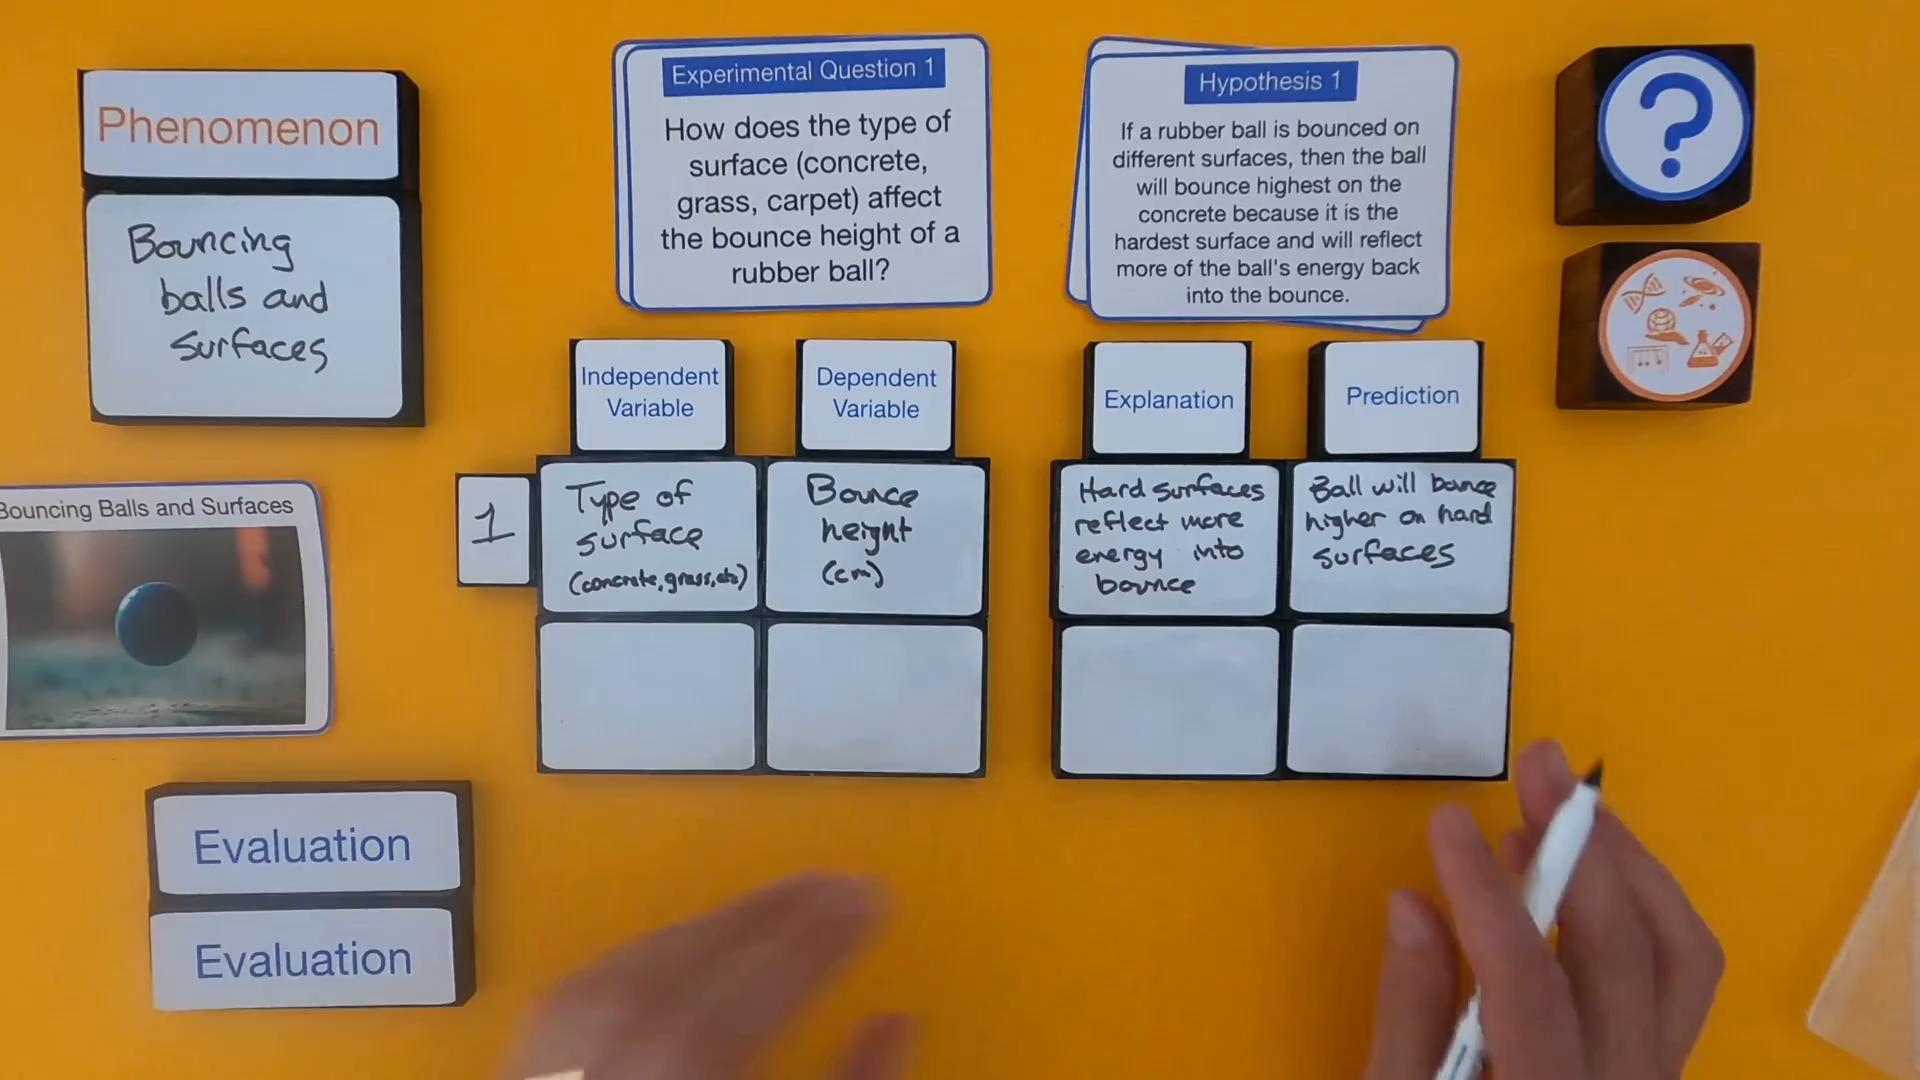 Phenomenon
Bouncing
balls and
surfaces
Bouncing Balls and Surfaces
Evaluation
Evaluation
Experimental Question 1
How does the type of
surface (concrete,
grass, carpet) affect
the bounce height of a
rubber ball?
Independent
Variable
Dependent
Variable
1
Type of
surface
(concrete, grass, etc)
Bounce
height
(cm)
Hypothesis 1
If a rubber ball is bounced on
different surfaces, then the ball
will bounce highest on the
concrete because it is the
hardest surface and will reflect
more of the ball's energy back
into the bounce.
Explanation
Prediction
Hard surfaces
reflect more
energy into
bounce
Ball will bounce
higher on hard
surfaces
?